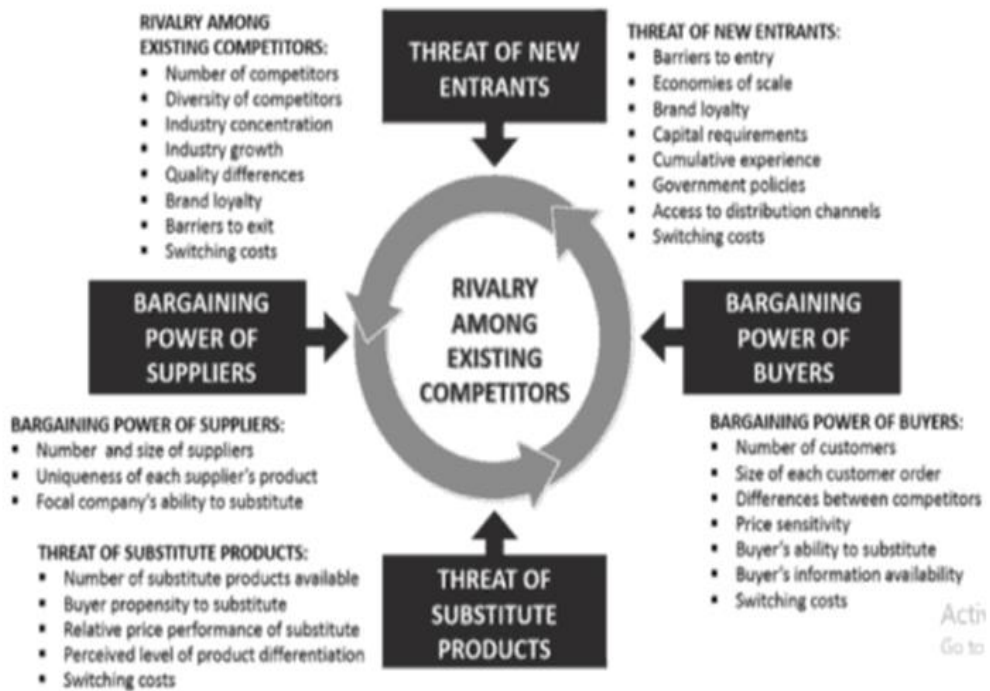 RIVALRY AMONG
EXISTING COMPETITORS:
▪ Number of competitors
▪ Diversity of competitors
▪ Industry concentration
▪ Industry growth
▪ Quality differences
▪ Brand loyalty
▪ Barriers to exit
▪ Switching costs
THREAT OF NEW
ENTRANTS
THREAT OF NEW ENTRANTS:
▪ Barriers to entry
▪ Economies of scale
▪ Brand loyalty
▪ Capital requirements
▪ Cumulative experience
▪ Government policies
▪ Access to distribution channels
▪ Switching costs
BARGAINING
POWER OF
SUPPLIERS
RIVALRY
AMONG
EXISTING
COMPETITORS
BARGAINING
POWER OF
BUYERS
BARGAINING POWER OF SUPPLIERS:
▪ Number and size of suppliers
▪ Uniqueness of each supplier's product
▪ Focal company's ability to substitute
BARGAINING POWER OF BUYERS:
▪ Number of customers
▪ Size of each customer order
▪ Differences between competitors
▪ Price sensitivity
▪ Buyer's ability to substitute
▪ Buyer's information availability
▪ Switching costs
THREAT OF SUBSTITUTE PRODUCTS:
▪ Number of substitute products available
▪ Buyer propensity to substitute
▪ Relative price performance of substitute
▪ Perceived level of product differentiation
▪ Switching costs
THREAT OF
SUBSTITUTE
PRODUCTS
Activ
Go to